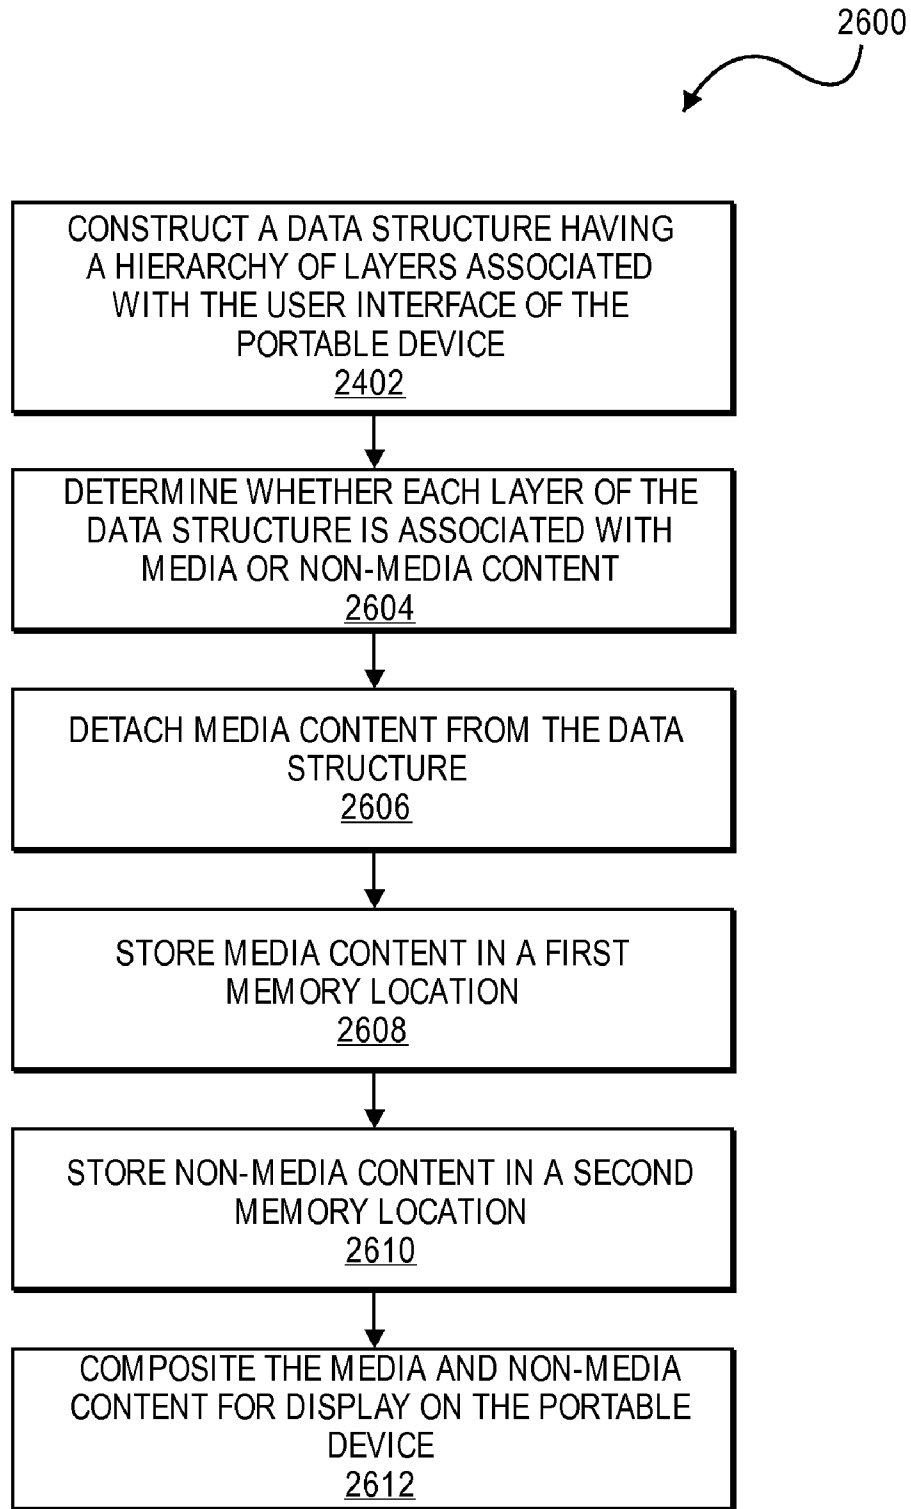 2600
CONSTRUCT A DATA STRUCTURE HAVING
A HIERARCHY OF LAYERS ASSOCIATED
WITH THE USER INTERFACE OF THE
PORTABLE DEVICE
2402
DETERMINE WHETHER EACH LAYER OF THE
DATA STRUCTURE IS ASSOCIATED WITH
MEDIA OR NON-MEDIA CONTENT
2604
DETACH MEDIA CONTENT FROM THE DATA
STRUCTURE
2606
STORE MEDIA CONTENT IN A FIRST
MEMORY LOCATION
2608
STORE NON-MEDIA CONTENT IN A SECOND
MEMORY LOCATION
2610
COMPOSITE THE MEDIA AND NON-MEDIA
CONTENT FOR DISPLAY ON THE PORTABLE
DEVICE
2612